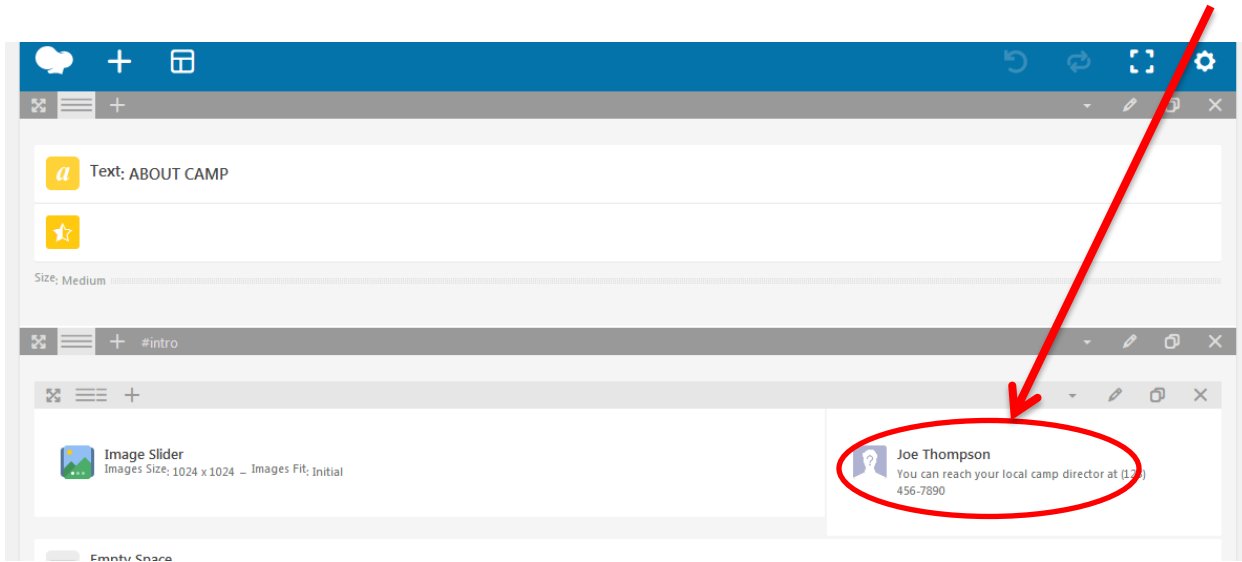 Text: ABOUT CAMP
Size: Medium
#intro
Image Slider
Images Size: 1024 x 1024 – Images Fit: Initial
Joe Thompson
You can reach your local camp director at (123)
456-7890
Empty Space